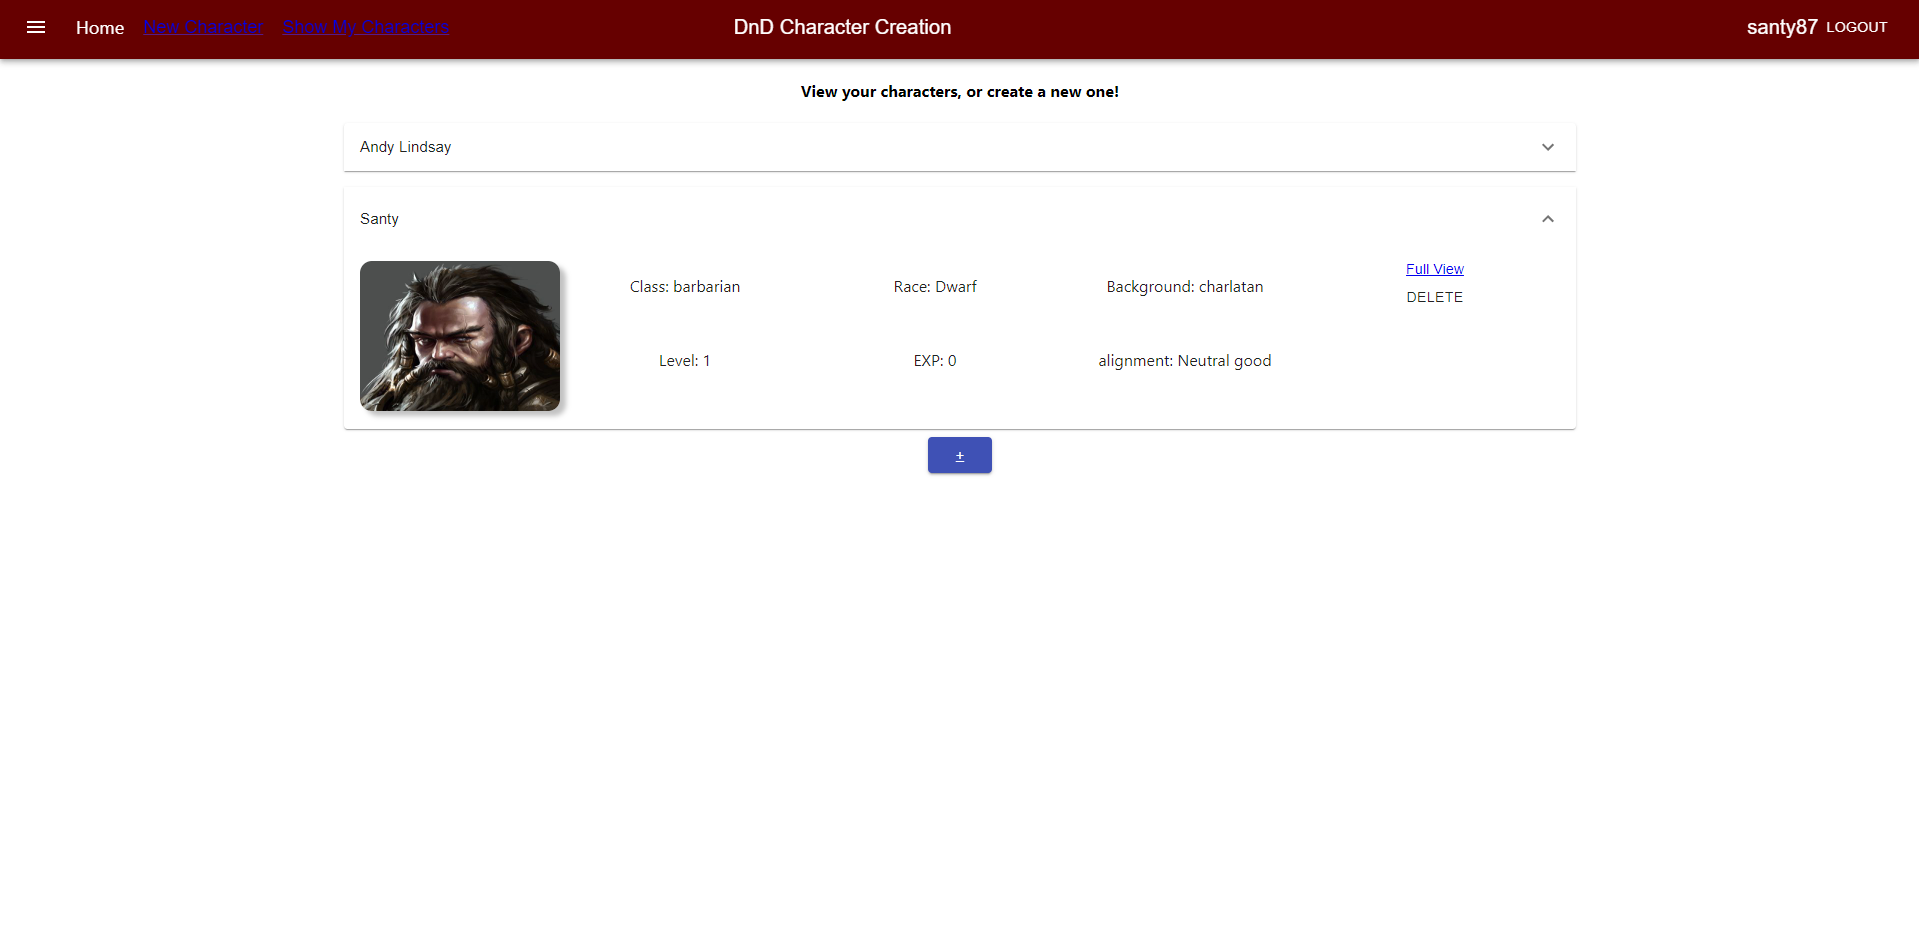 Home New Character Show My Characters DnD Character Creation santy87 LOGOUT
View your characters, or create a new one!
Andy Lindsay
Santy
Class: barbarian Race: Dwarf Background: charlatan Full View
DELETE
Level: 1 EXP: 0 alignment: Neutral good
+